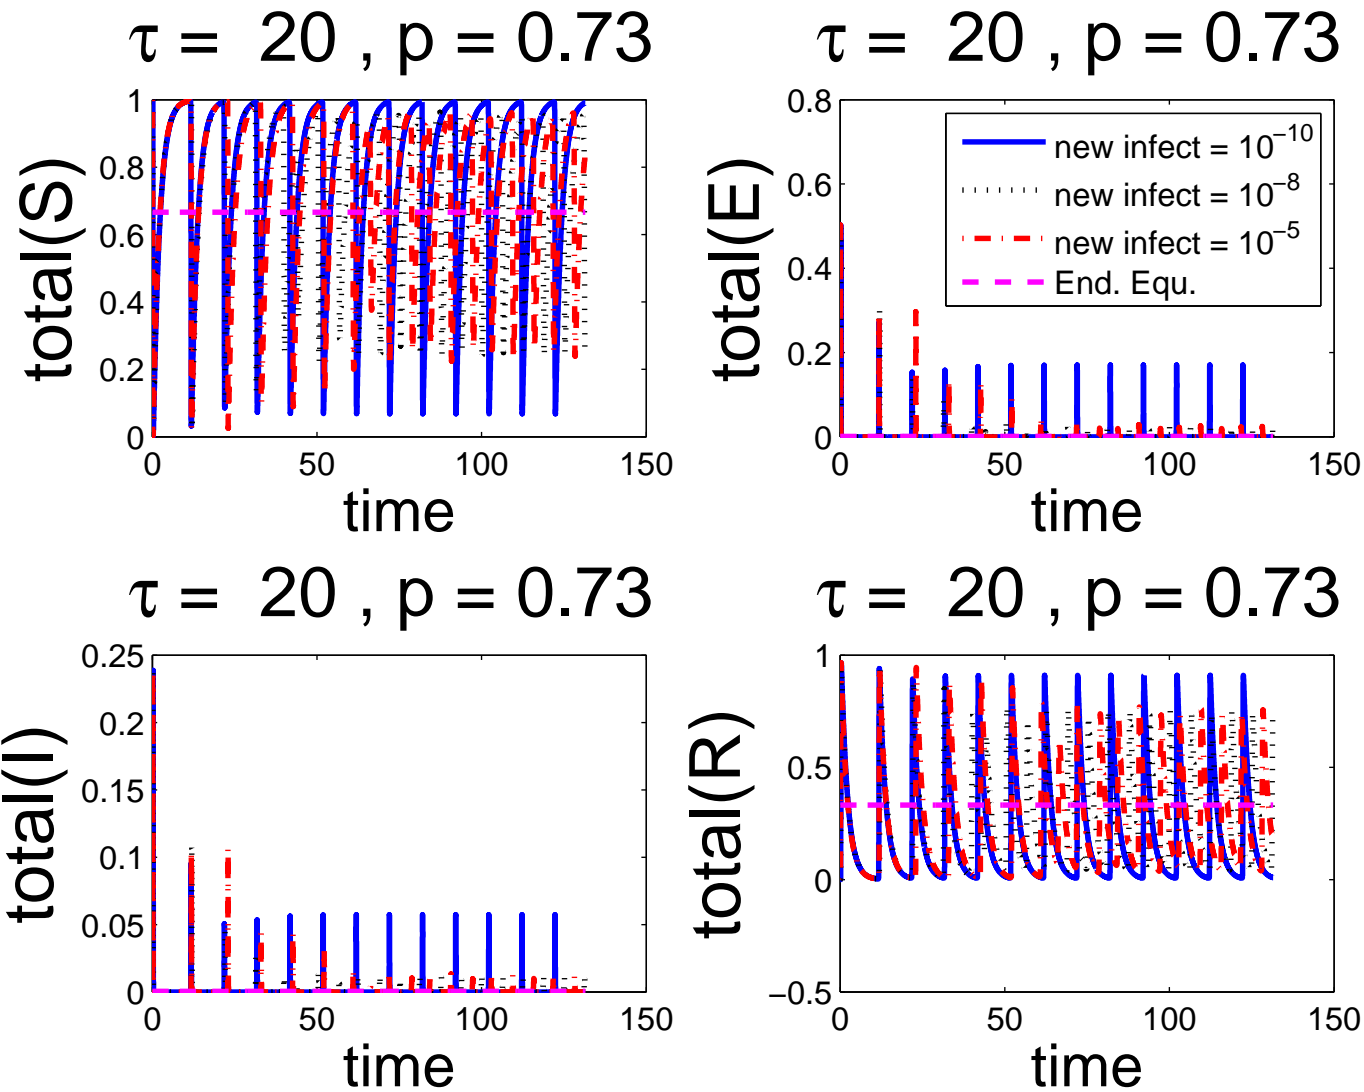 τ = 20 , p = 0.73
total(S)
1
0.8
0.6
0.4
0.2
0
0 50 100 150
time
τ = 20 , p = 0.73
total(E)
0.8
0.6
0.4
0.2
0
new infect = 10⁻¹⁰
new infect = 10⁻⁸
new infect = 10⁻⁵
End. Equ.
0 50 100 150
time
τ = 20 , p = 0.73
total(I)
0.25
0.2
0.15
0.1
0.05
0
0 50 100 150
time
τ = 20 , p = 0.73
total(R)
1
0.5
0
−0.5
0 50 100 150
time